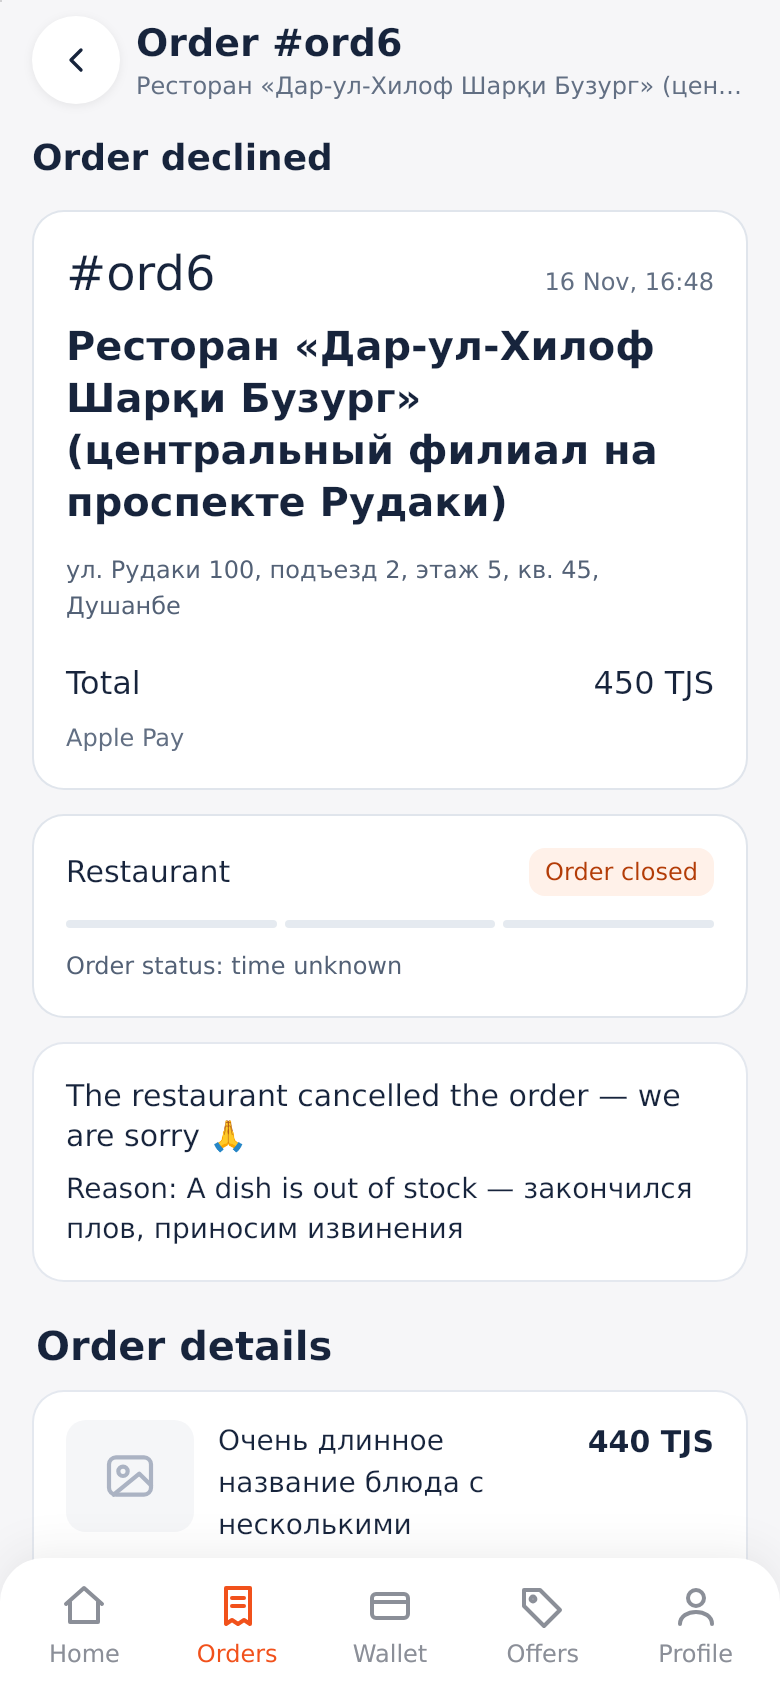 Order #ord6
Ресторан «Дар-ул-Хилоф Шарқи Бузург» (цен...
Order declined
#ord6
16 Nov, 16:48
Ресторан «Дар-ул-Хилоф
Шарқи Бузург»
(центральный филиал на
проспекте Рудаки)
ул. Рудаки 100, подъезд 2, этаж 5, кв. 45,
Душанбе
Total
450 TJS
Apple Pay
Restaurant
Order closed
Order status: time unknown
The restaurant cancelled the order — we
are sorry 🙏
Reason: A dish is out of stock — закончился
плов, приносим извинения
Order details
Очень длинное
название блюда с
несколькими
440 TJS
Home
Orders
Wallet
Offers
Profile